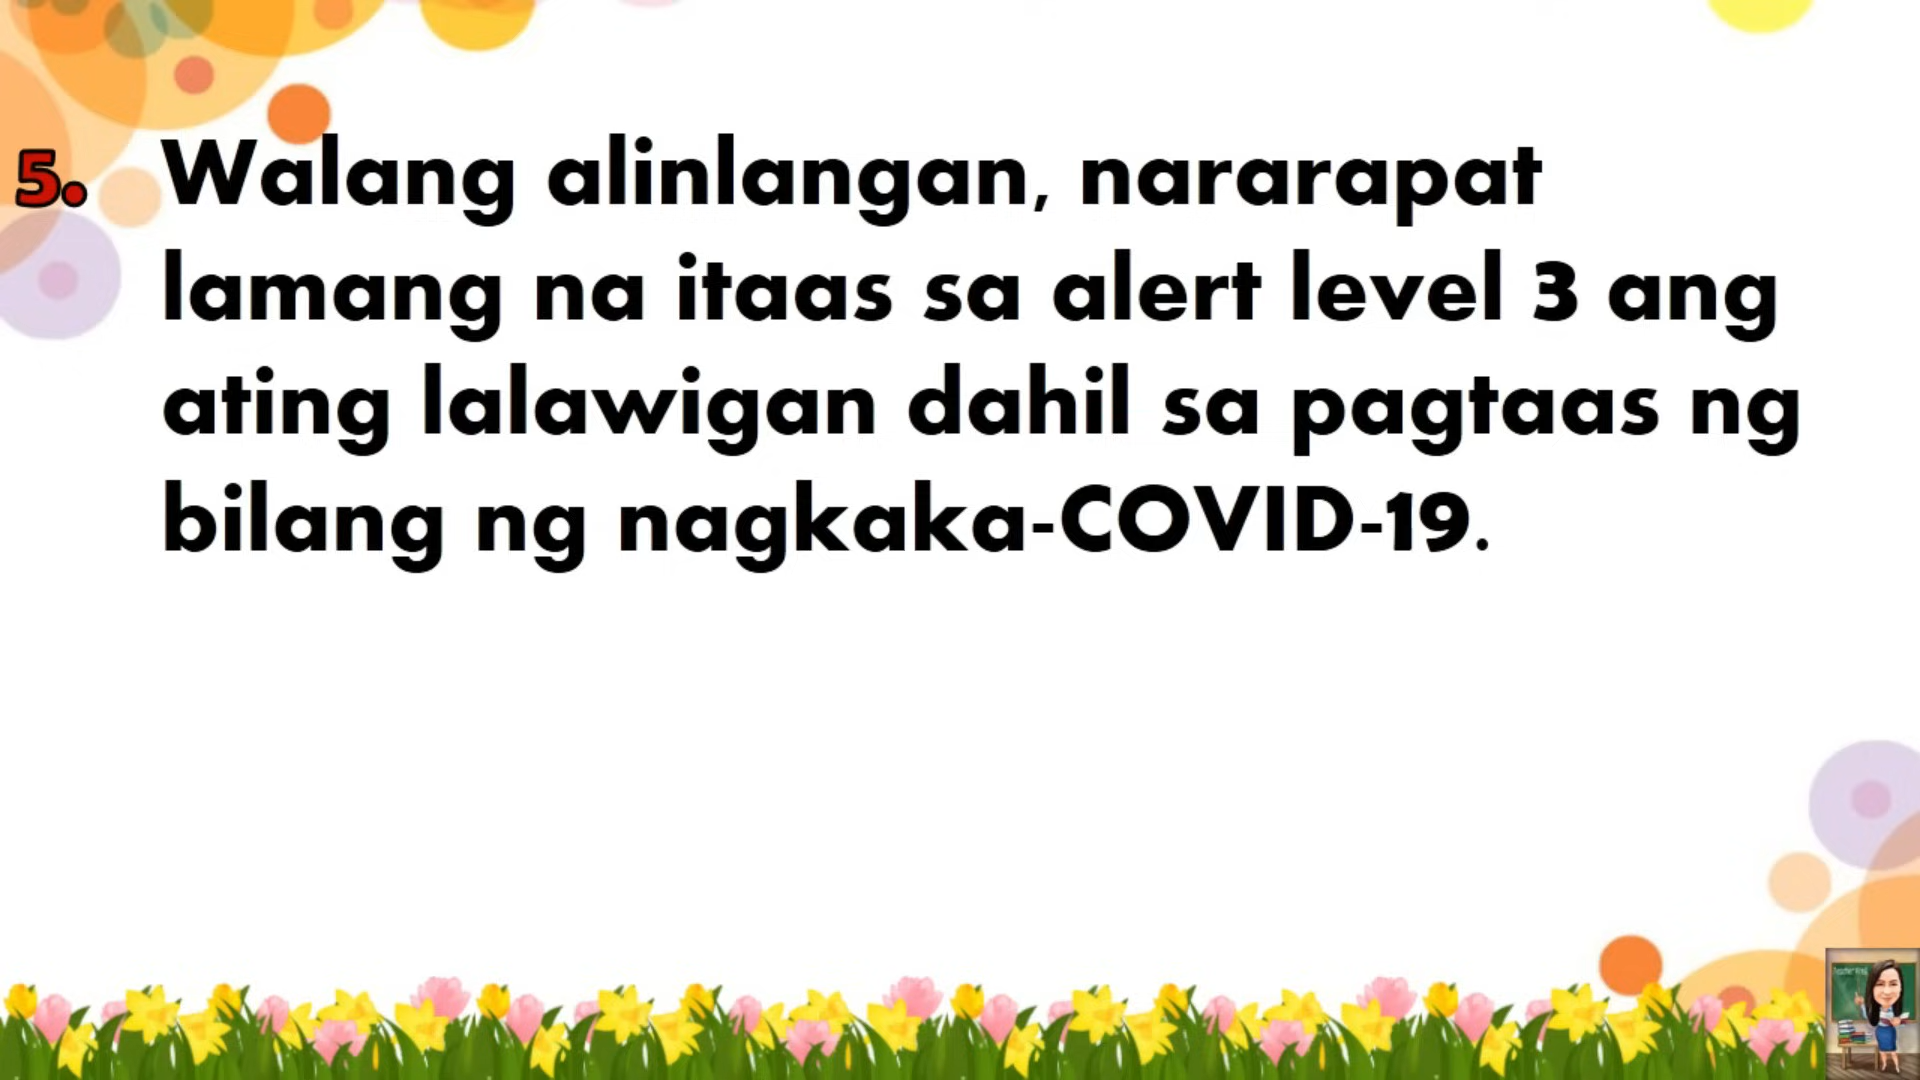 5. Walang alinlangan, nararapat
lamang na itaas sa alert level 3 ang
ating lalawigan dahil sa pagtaas ng
bilang ng nagkaka-COVID-19.